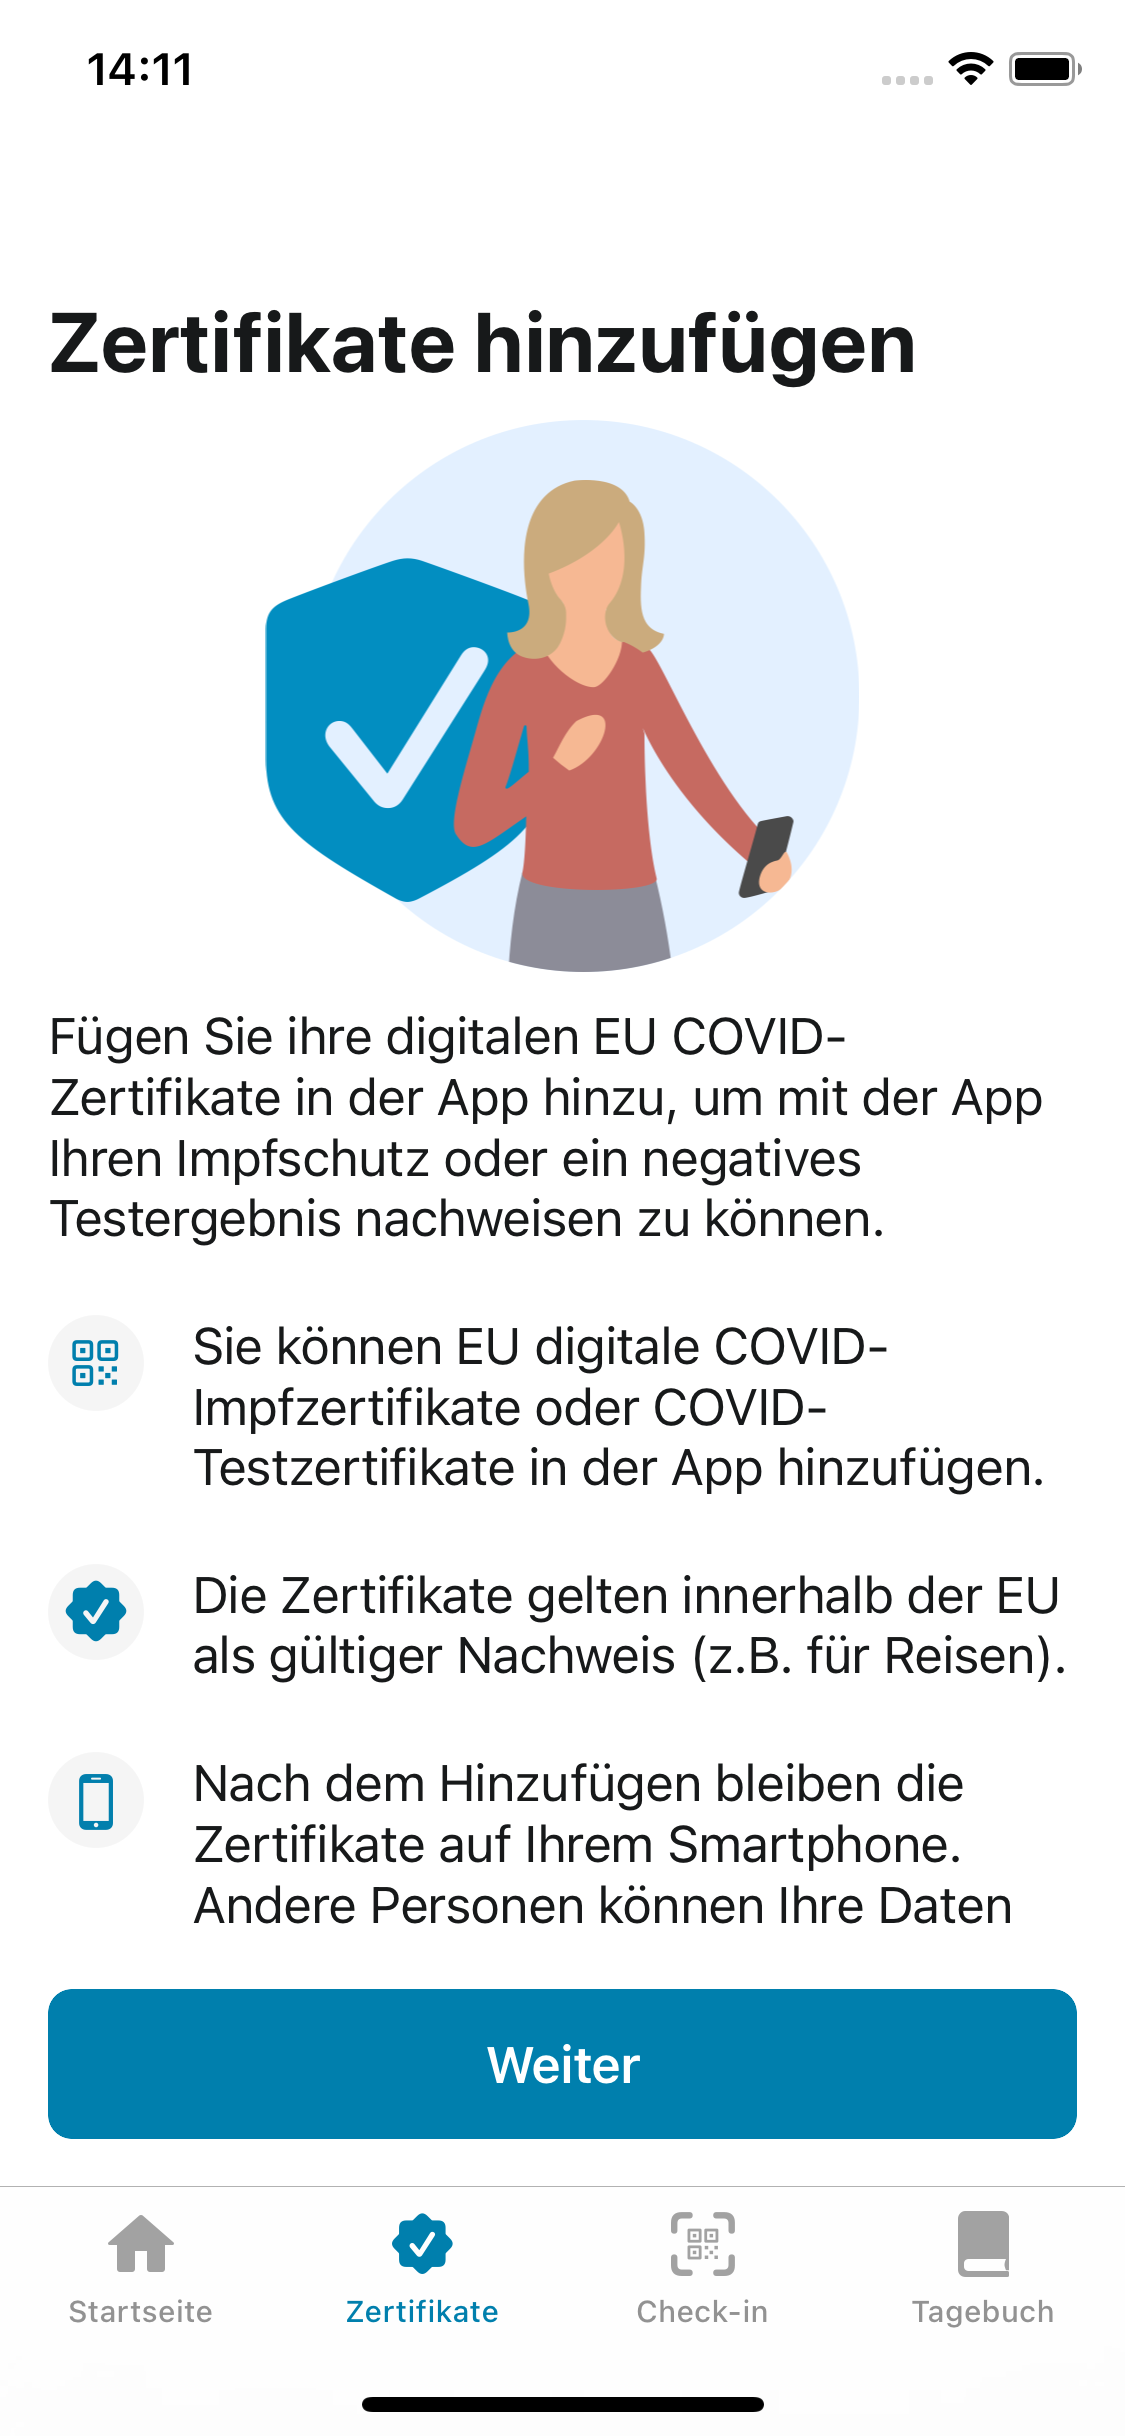 14:11
Zertifikate hinzufügen
Fügen Sie ihre digitalen EU COVID-
Zertifikate in der App hinzu, um mit der App
Ihren Impfschutz oder ein negatives
Testergebnis nachweisen zu können.
Sie können EU digitale COVID-
Impfzertifikate oder COVID-
Testzertifikate in der App hinzufügen.
Die Zertifikate gelten innerhalb der EU
als gültiger Nachweis (z.B. für Reisen).
Nach dem Hinzufügen bleiben die
Zertifikate auf Ihrem Smartphone.
Andere Personen können Ihre Daten
Weiter
Startseite
Zertifikate
Check-in
Tagebuch